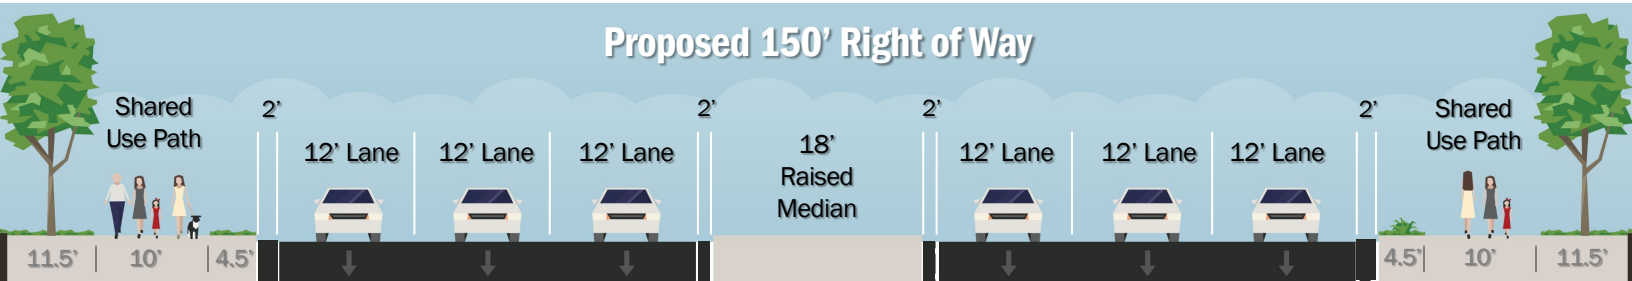 Proposed 150’ Right of Way
Shared
Use Path
2’
12’ Lane
12’ Lane
12’ Lane
2’
18’
Raised
Median
2’
12’ Lane
12’ Lane
12’ Lane
2’
Shared
Use Path
11.5’
10’
4.5’
4.5’
10’
11.5’